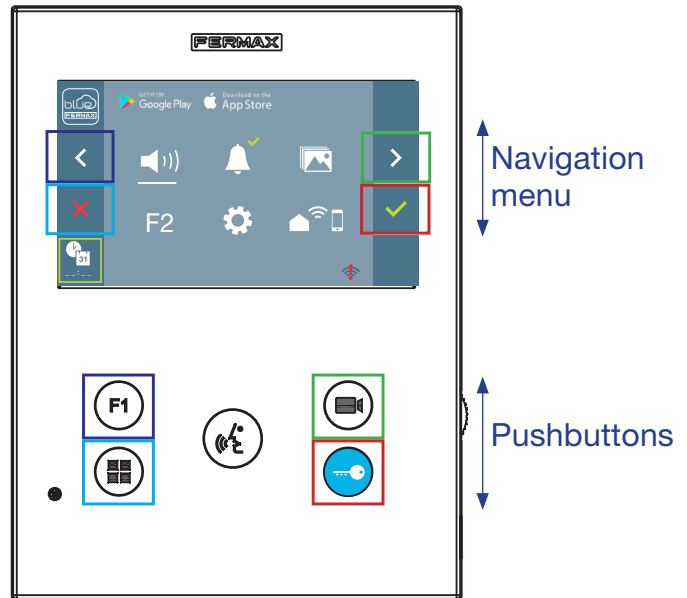 FERMAX
blue
FERMAX
GET IT ON
Google Play
Download on the
App Store
F2
31
--:--
Navigation
menu
F1
Pushbuttons